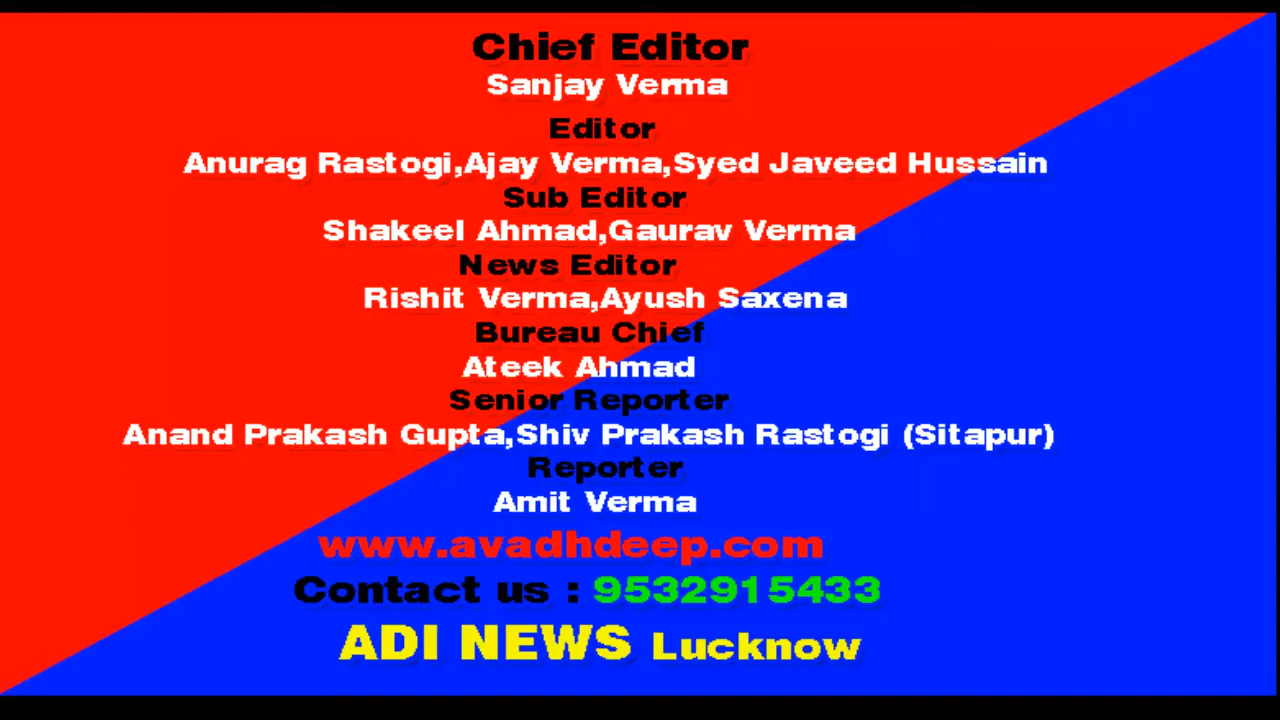 Chief Editor
Sanjay Verma
Editor
Anurag Rastogi,Ajay Verma,Syed Javeed Hussain
Sub Editor
Shakeel Ahmad,Gaurav Verma
News Editor
Rishit Verma,Ayush Saxena
Bureau Chief
Ateek Ahmad
Senior Reporter
Anand Prakash Gupta,Shiv Prakash Rastogi (Sitapur)
Reporter
Amit Verma
www.avadhdeep.com
Contact us : 9532915433
ADI NEWS Lucknow